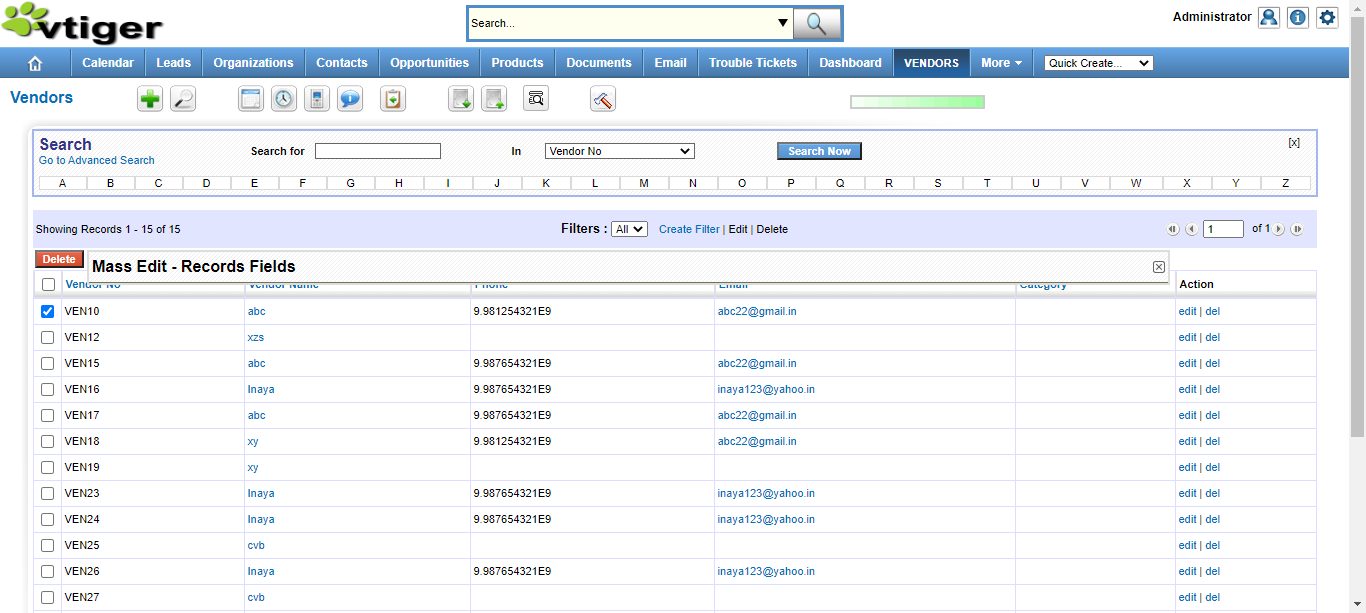 vtiger
Search...
Administrator
Calendar Leads Organizations Contacts Opportunities Products Documents Email Trouble Tickets Dashboard VENDORS More Quick Create...
Vendors
Search
Go to Advanced Search
Search for In Vendor No Search Now [X]
A B C D E F G H I J K L M N O P Q R S T U V W X Y Z
Showing Records 1 - 15 of 15 Filters : All Create Filter | Edit | Delete 1 of 1
Delete
Mass Edit - Records Fields
Vendor No Vendor Name Phone Email Category Action
VEN10 abc 9.981254321E9 abc22@gmail.in edit | del
VEN12 xzs edit | del
VEN15 abc 9.987654321E9 abc22@gmail.in edit | del
VEN16 Inaya 9.987654321E9 inaya123@yahoo.in edit | del
VEN17 abc 9.987654321E9 abc22@gmail.in edit | del
VEN18 xy 9.981254321E9 abc22@gmail.in edit | del
VEN19 xy edit | del
VEN23 Inaya 9.987654321E9 inaya123@yahoo.in edit | del
VEN24 Inaya 9.987654321E9 inaya123@yahoo.in edit | del
VEN25 cvb edit | del
VEN26 Inaya 9.987654321E9 inaya123@yahoo.in edit | del
VEN27 cvb edit | del